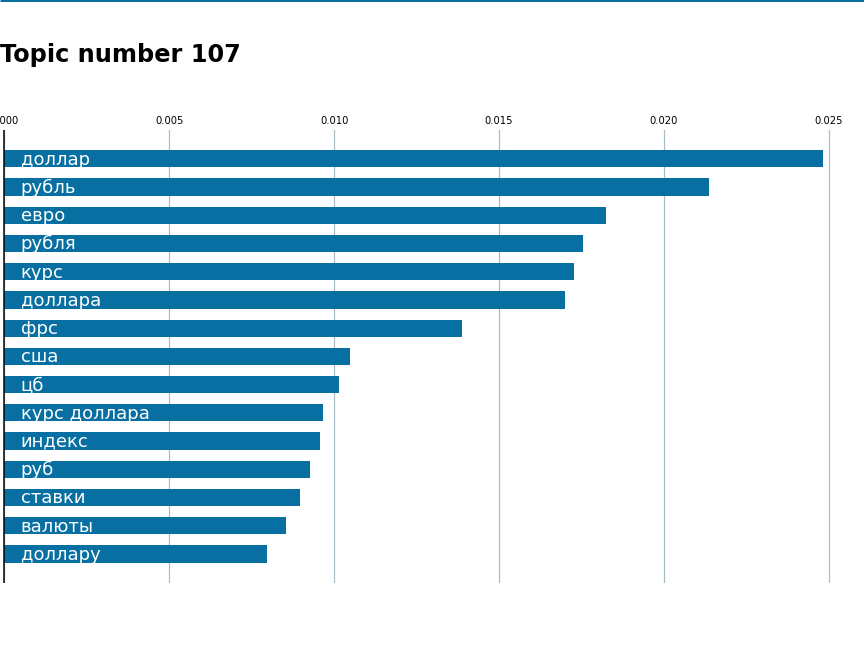 Topic number 107
.000 0.005 0.010 0.015 0.020 0.025
доллар
рубль
евро
рубля
курс
доллара
фрс
сша
цб
курс доллара
индекс
руб
ставки
валюты
доллару